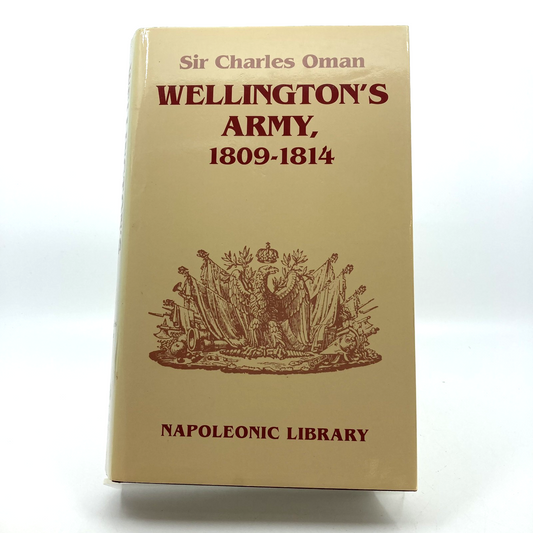 Sir Charles Oman
WELLINGTON'S
ARMY,
1809-1814
NAPOLEONIC LIBRARY